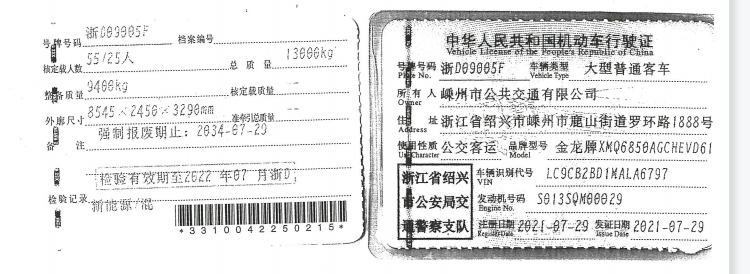 号牌号码 浙D09005F 档案编号
核定载人数 55/25人 总质量 13000kg
整备质量 9400kg 核定载质量 --
外廓尺寸 8545×2450×3290mm 准牵引总质量 --
备注 强制报废期止: 2034-07-29
检验有效期至2022年07月浙D
检验记录 新能源/混
*3310042250215*
中华人民共和国机动车行驶证
Vehicle License of the People's Republic of China
号牌号码 浙D09005F 车辆类型 大型普通客车
Plate No. Vehicle Type
所有人 嵊州市公共交通有限公司
Owner
住址 浙江省绍兴市嵊州市鹿山街道罗环路1888号
Address
使用性质 公交客运 品牌型号 金龙牌XMQ6850AGCHEVD61
Use Character Model
浙江省绍兴市公安局交通警察支队
车辆识别代号 LC9CB2BD1MALA6797
VIN
发动机号码 S013SQM00029
Engine No.
注册日期 2021-07-29 发证日期 2021-07-29
Register Date Issue Date